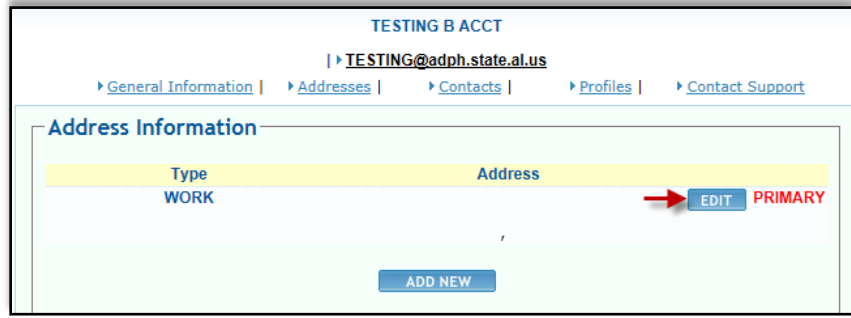 TESTING B ACCT
| TESTING@adph.state.al.us
General Information | Addresses | Contacts | Profiles | Contact Support
Address Information
Type Address
WORK EDIT PRIMARY
,
ADD NEW